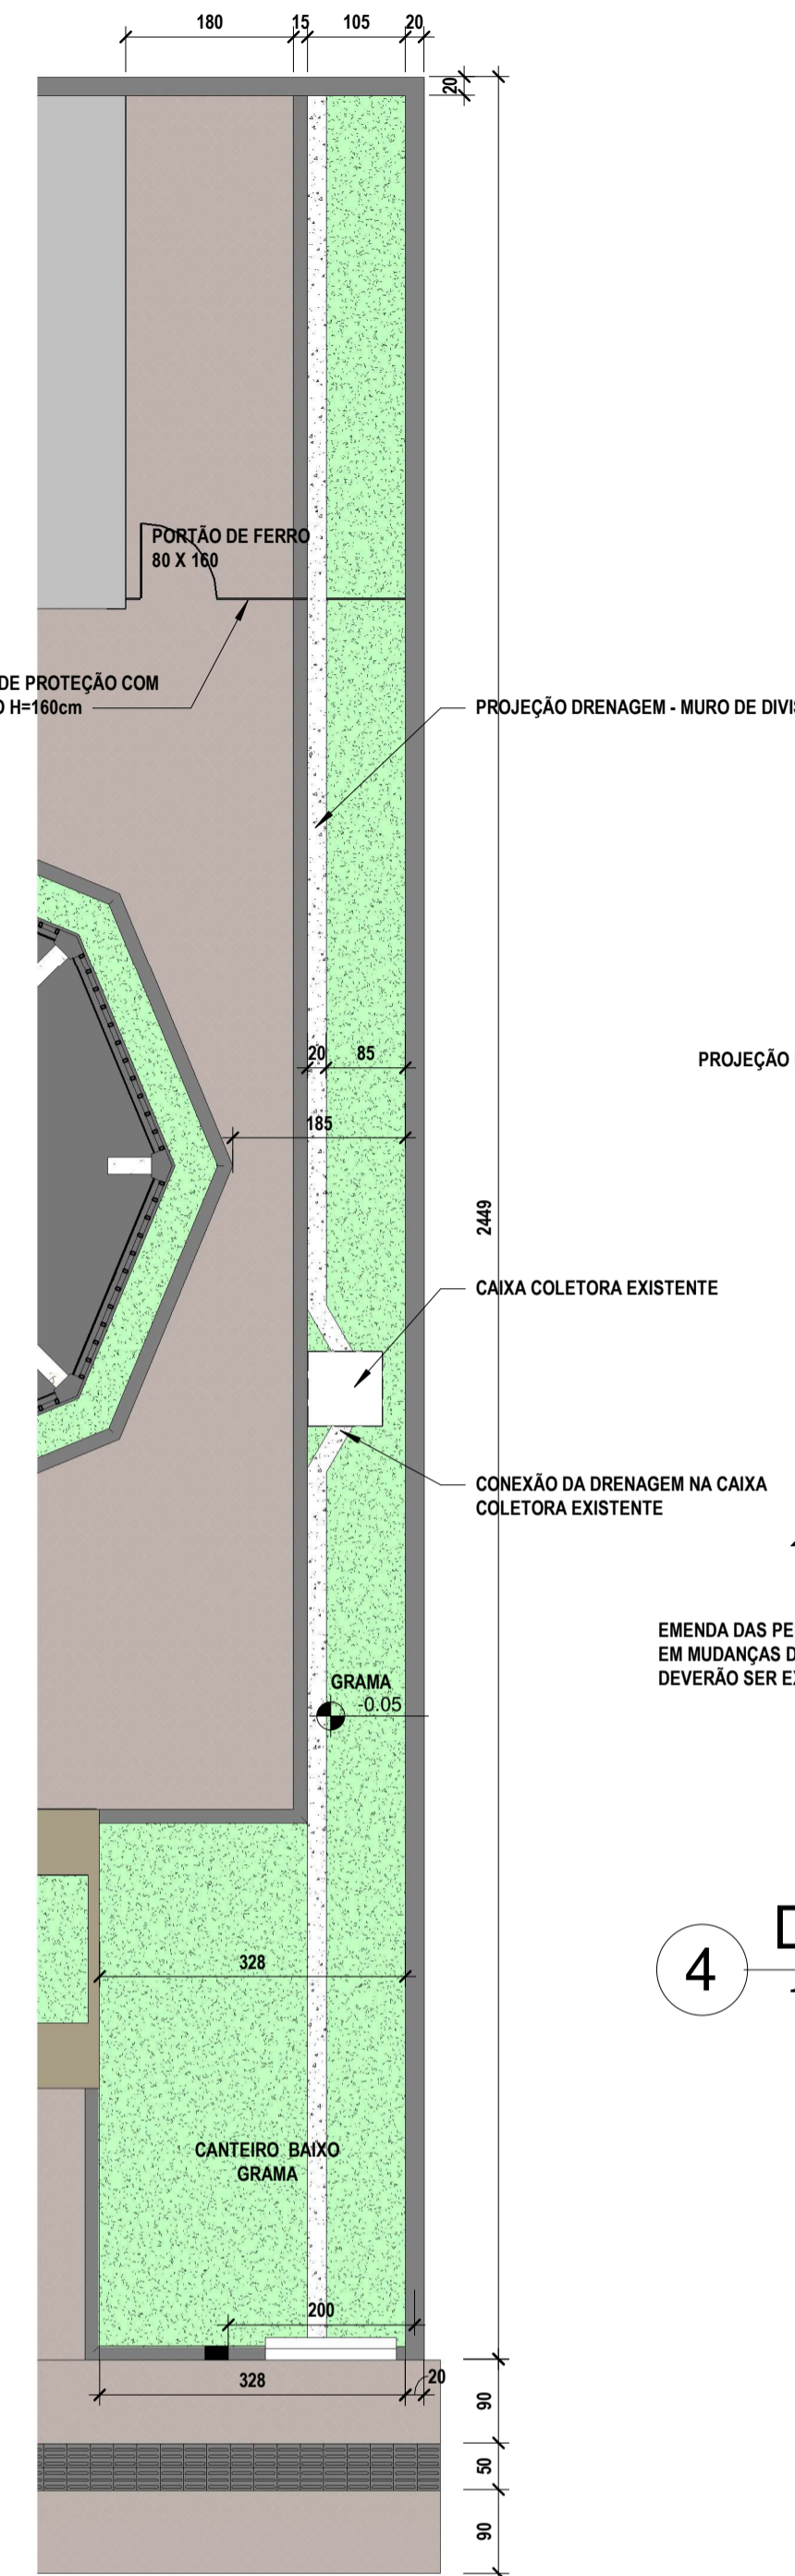 180 15 105 20
20
PORTÃO DE FERRO
80 X 160
DE PROTEÇÃO COM
H=160cm
PROJEÇÃO DRENAGEM - MURO DE
20 85
PROJEÇÃO
185
2449
CAIXA COLETORA EXISTENTE
CONEXÃO DA DRENAGEM NA CAIXA
COLETORA EXISTENTE
EMENDA DAS
EM MUDANÇAS
DEVERÃO SER
GRAMA
-0.05
328
4
CANTEIRO BAIXO
GRAMA
200
328
20
90
50
90